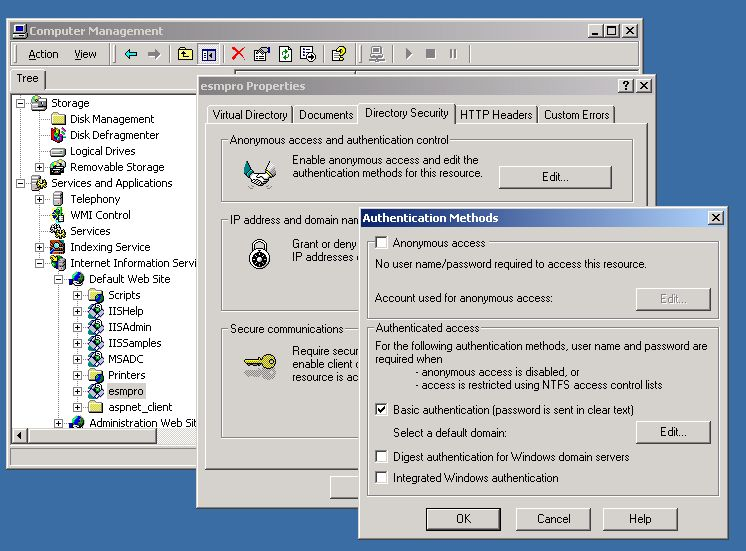 Computer Management
Action View
Tree
Storage
Disk Management
Disk Defragmenter
Logical Drives
Removable Storage
Services and Applications
Telephony
WMI Control
Services
Indexing Service
Internet Information Servi
Default Web Site
Scripts
IISHelp
IISAdmin
IISSamples
MSADC
Printers
esmpro
aspnet_client
Administration Web Sit
esmpro Properties
Virtual Directory Documents Directory Security HTTP Headers Custom Errors
Anonymous access and authentication control
Enable anonymous access and edit the
authentication methods for this resource.
Edit...
IP address and domain nam
Grant or deny
IP addresses
Secure communications
Require secur
enable client
resource is ac
Authentication Methods
Anonymous access
No user name/password required to access this resource.
Account used for anonymous access:
Edit...
Authenticated access
For the following authentication methods, user name and password are
required when
- anonymous access is disabled, or
- access is restricted using NTFS access control lists
Basic authentication (password is sent in clear text)
Select a default domain:
Edit...
Digest authentication for Windows domain servers
Integrated Windows authentication
OK Cancel Help